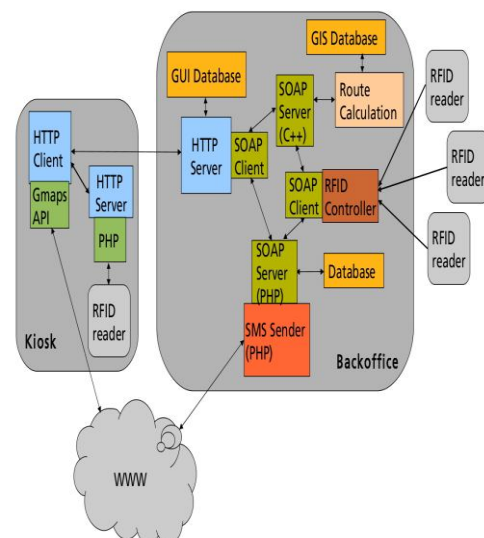 GIS Database
GUI Database
SOAP
Server
(C++)
Route
Calculation
RFID
reader
HTTP
Client
HTTP
Server
SOAP
Client
HTTP
Server
Gmaps
API
SOAP
Client
RFID
Controller
RFID
reader
PHP
SOAP
Server
(PHP)
Database
RFID
reader
RFID
reader
Kiosk
SMS Sender
(PHP)
Backoffice
WWW